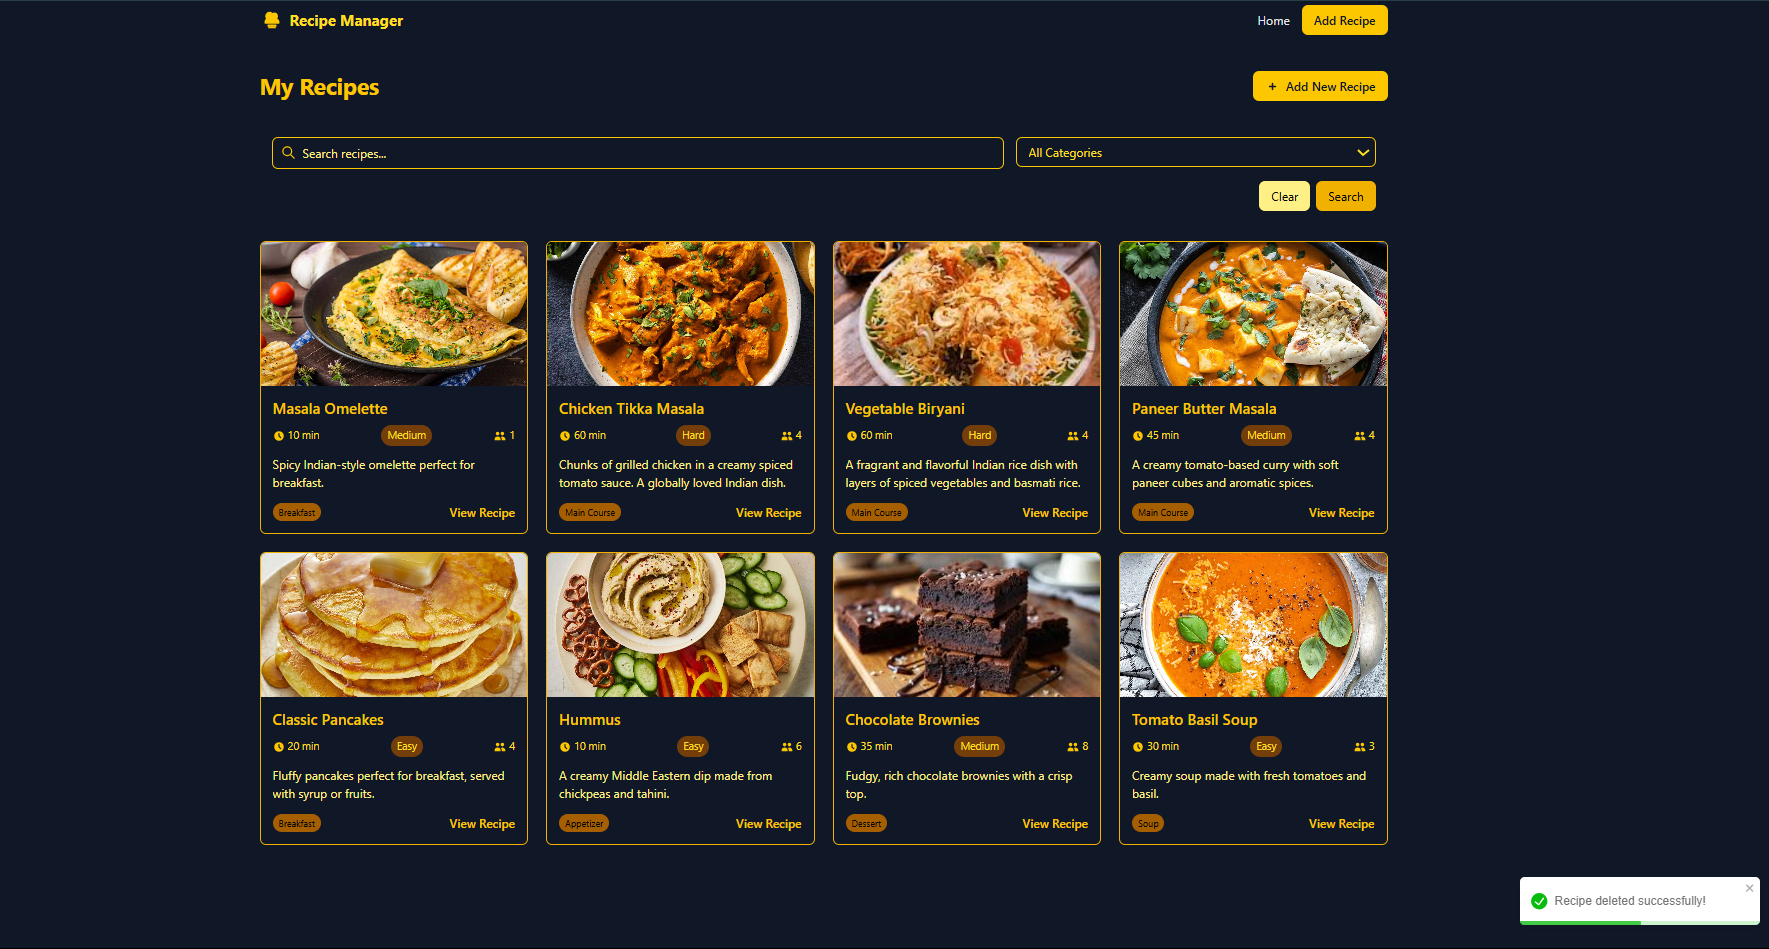 Recipe Manager
Home
Add Recipe
My Recipes
+ Add New Recipe
Search recipes...
All Categories
Clear
Search
Masala Omelette
10 min
Medium
1
Spicy Indian-style omelette perfect for
breakfast.
Breakfast
View Recipe
Chicken Tikka Masala
60 min
Hard
4
Chunks of grilled chicken in a creamy spiced
tomato sauce. A globally loved Indian dish.
Main Course
View Recipe
Vegetable Biryani
60 min
Hard
4
A fragrant and flavorful Indian rice dish with
layers of spiced vegetables and basmati rice.
Main Course
View Recipe
Paneer Butter Masala
45 min
Medium
4
A creamy tomato-based curry with soft
paneer cubes and aromatic spices.
Main Course
View Recipe
Classic Pancakes
20 min
Easy
4
Fluffy pancakes perfect for breakfast, served
with syrup or fruits.
Breakfast
View Recipe
Hummus
10 min
Easy
6
A creamy Middle Eastern dip made from
chickpeas and tahini.
Appetizer
View Recipe
Chocolate Brownies
35 min
Medium
8
Fudgy, rich chocolate brownies with a crisp
top.
Dessert
View Recipe
Tomato Basil Soup
30 min
Easy
3
Creamy soup made with fresh tomatoes and
basil.
Soup
View Recipe
Recipe deleted successfully!